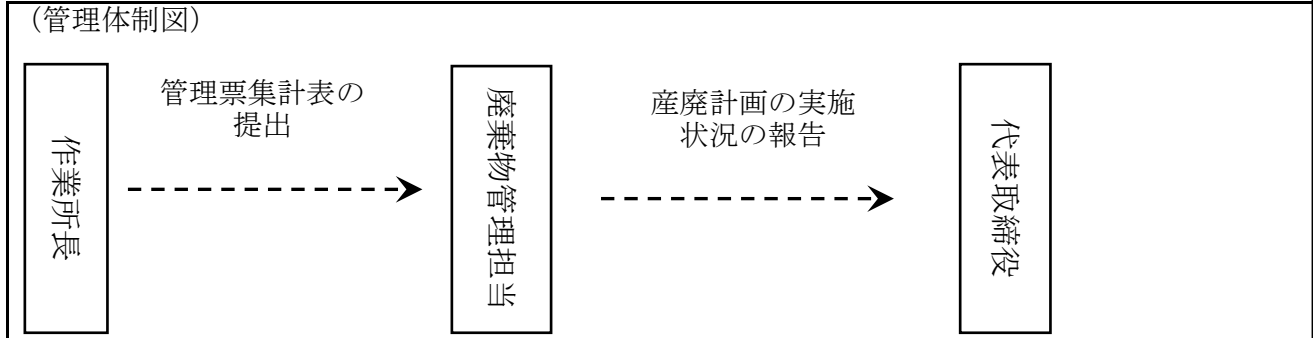 （管理体制図）
作業所長
管理票集計表の
提出
廃棄物管理担当
産廃計画の実施
状況の報告
代表取締役